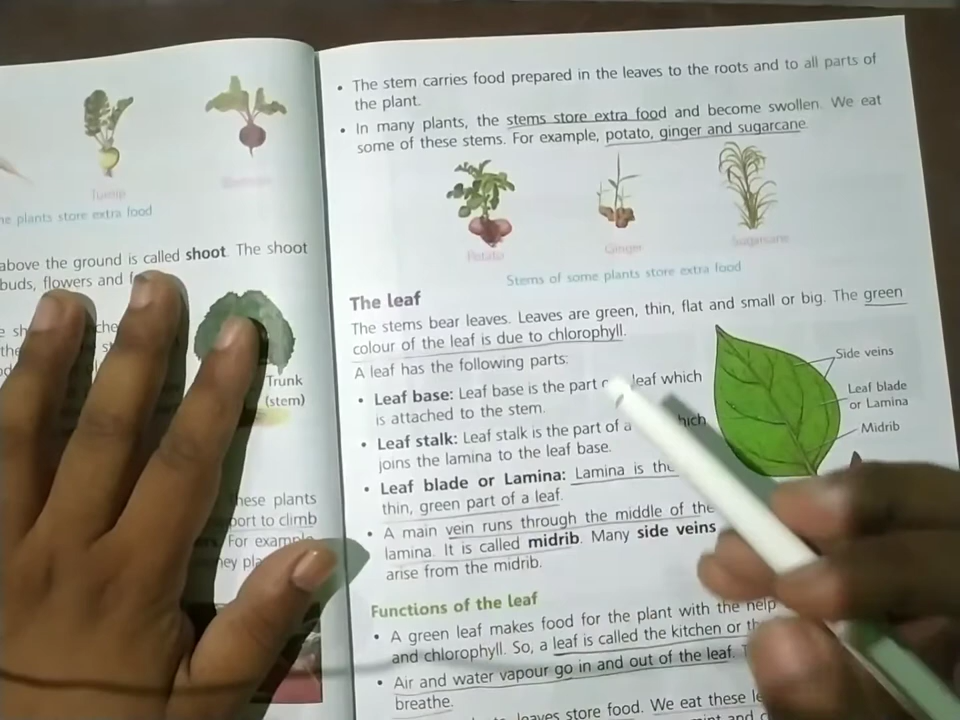 Turnip
ne plants store extra food
above the ground is called shoot. The shoot
buds, flowers and
Trunk
(stem)
hese plants
port to climb
For example
ney pla
• The stem carries food prepared in the leaves to the roots and to all parts of
the plant.
• In many plants, the stems store extra food and become swollen. We eat
some of these stems. For example, potato, ginger and sugarcane.
Potato
Ginger
Sugarcane
Stems of some plants store extra food
The leaf
The stems bear leaves. Leaves are green, thin, flat and small or big. The green
colour of the leaf is due to chlorophyll.
A leaf has the following parts:
• Leaf base: Leaf base is the part leaf which
is attached to the stem.
• Leaf stalk: Leaf stalk is the part of a hich
joins the lamina to the leaf base.
• Leaf blade or Lamina: Lamina is the
thin, green part of a leaf.
• A main vein runs through the middle of the
lamina. It is called midrib. Many side veins
arise from the midrib.
Side veins
Leaf blade
or Lamina
Midrib
Functions of the leaf
• A green leaf makes food for the plant with the help
and chlorophyll. So, a leaf is called the kitchen or th
• Air and water vapour go in and out of the leaf.
breathe.
leaves store food. We eat these le
mint and c